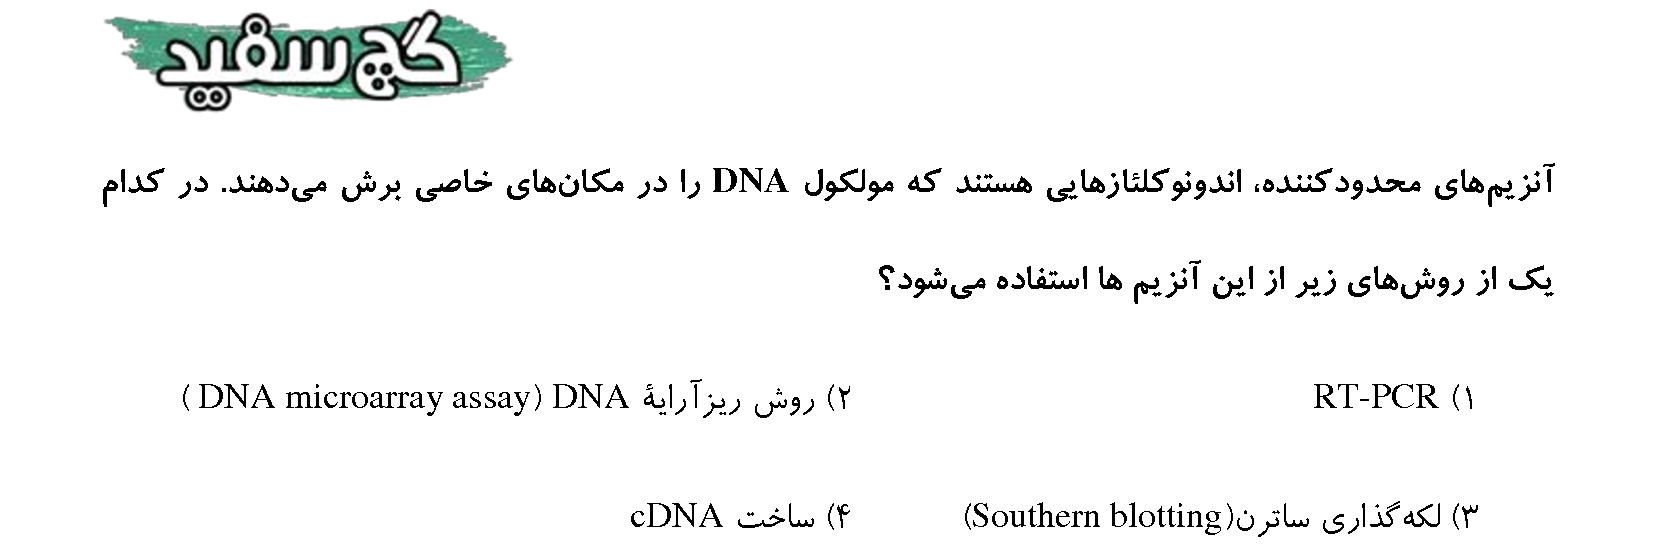 گچ سفید
آنزیم‌های محدودکننده، اندونوکلئازهایی هستند که مولکول DNA را در مکان‌های خاصی برش می‌دهند. در کدام
یک از روش‌های زیر از این آنزیم ها استفاده می‌شود؟
۱) RT-PCR ۲) روش ریزآرایهٔ DNA (DNA microarray assay )
۳) لکه‌گذاری ساترن(Southern blotting) ۴) ساخت cDNA